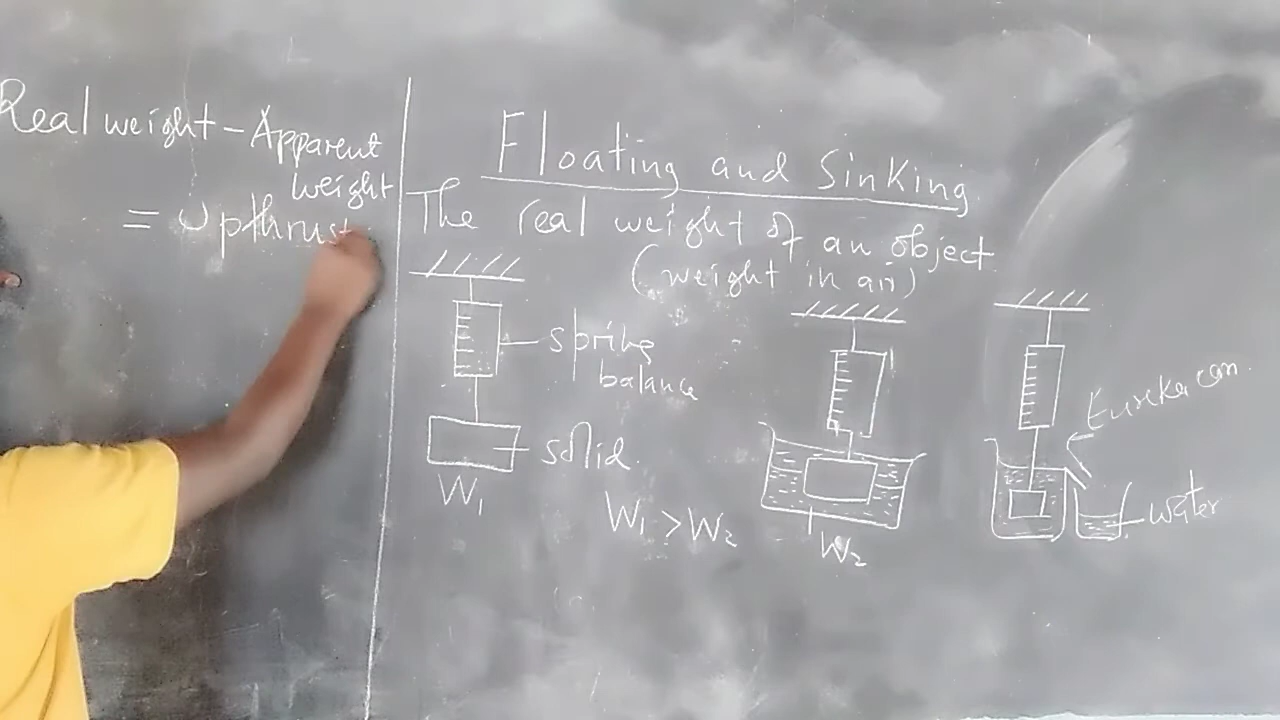 Real weight - Apparent
weight
= Upthrust
Floating and Sinking
The real weight of an object
(weight in air)
spring
balance
solid
W₁
W₁ > W₂
W₂
Eureka can
water